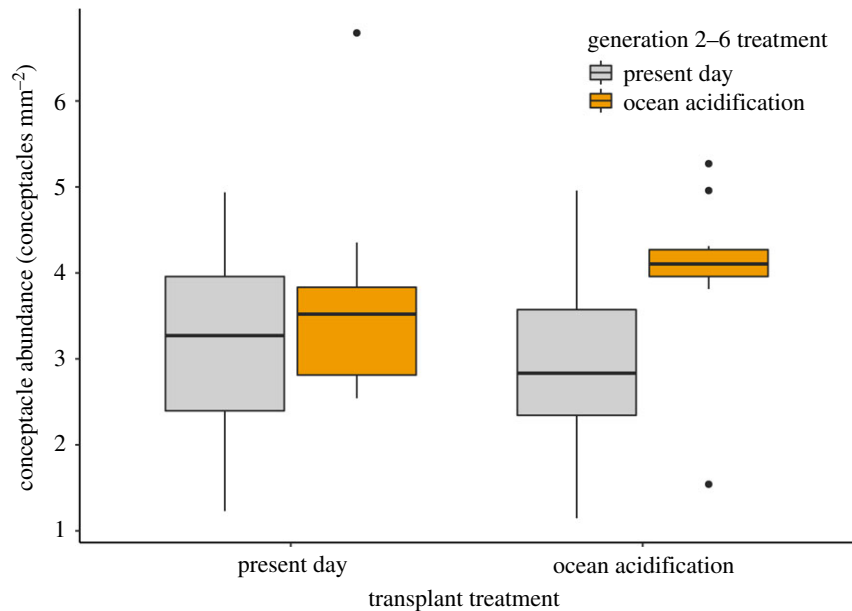 generation 2–6 treatment
present day
ocean acidification
conceptacle abundance (conceptacles mm⁻²)
6
5
4
3
2
1
present day
ocean acidification
transplant treatment